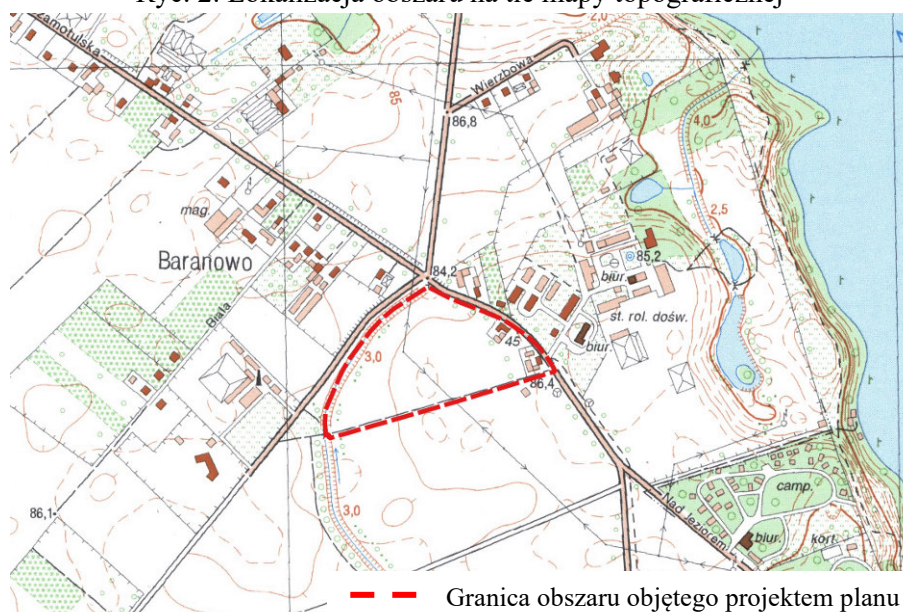 Ryc. 2. Lokalizacja obszaru na tle mapy topograficznej
zamotulska
2,0
Wierzbowa
85
86,8
4,0
mag.
2,5
Baranowo
84,2
85,2
biur.
st. rol. dośw.
Biała
3,0
45
biur.
86,4
86,1
3,0
Nad Jeziorem
camp.
biur.
kort.
Granica obszaru objętego projektem planu